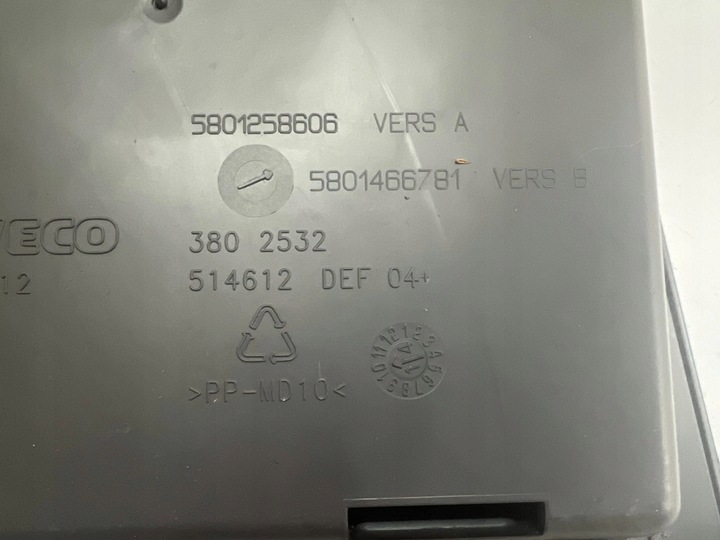 5801258606 VERS A
5801466781 VERS B
VECO
380 2532
12
514612 DEF 04+
>PP-MD10<